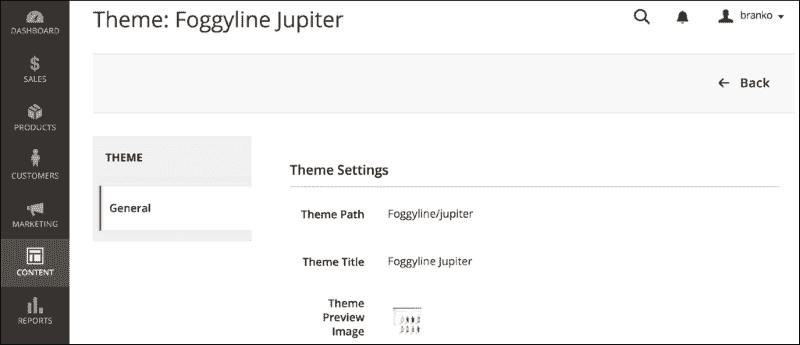 Theme: Foggyline Jupiter
branko
DASHBOARD
SALES
PRODUCTS
CUSTOMERS
MARKETING
CONTENT
REPORTS
Back
THEME
General
Theme Settings
Theme Path Foggyline/jupiter
Theme Title Foggyline Jupiter
Theme
Preview
Image